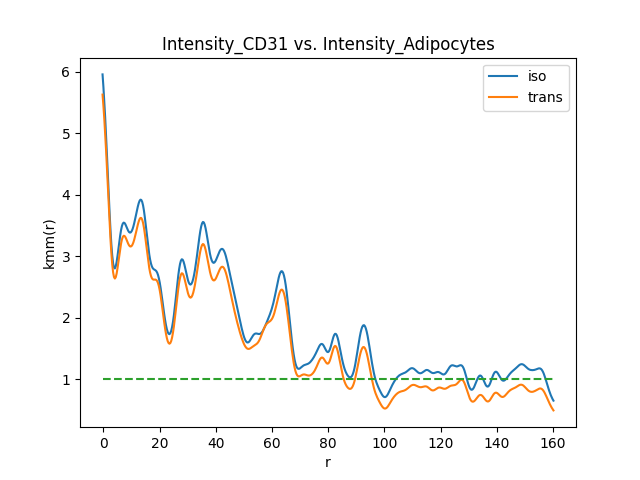 Intensity_CD31 vs. Intensity_Adipocytes
iso
trans
kmm(r)
6
5
4
3
2
1
0 20 40 60 80 100 120 140 160
r